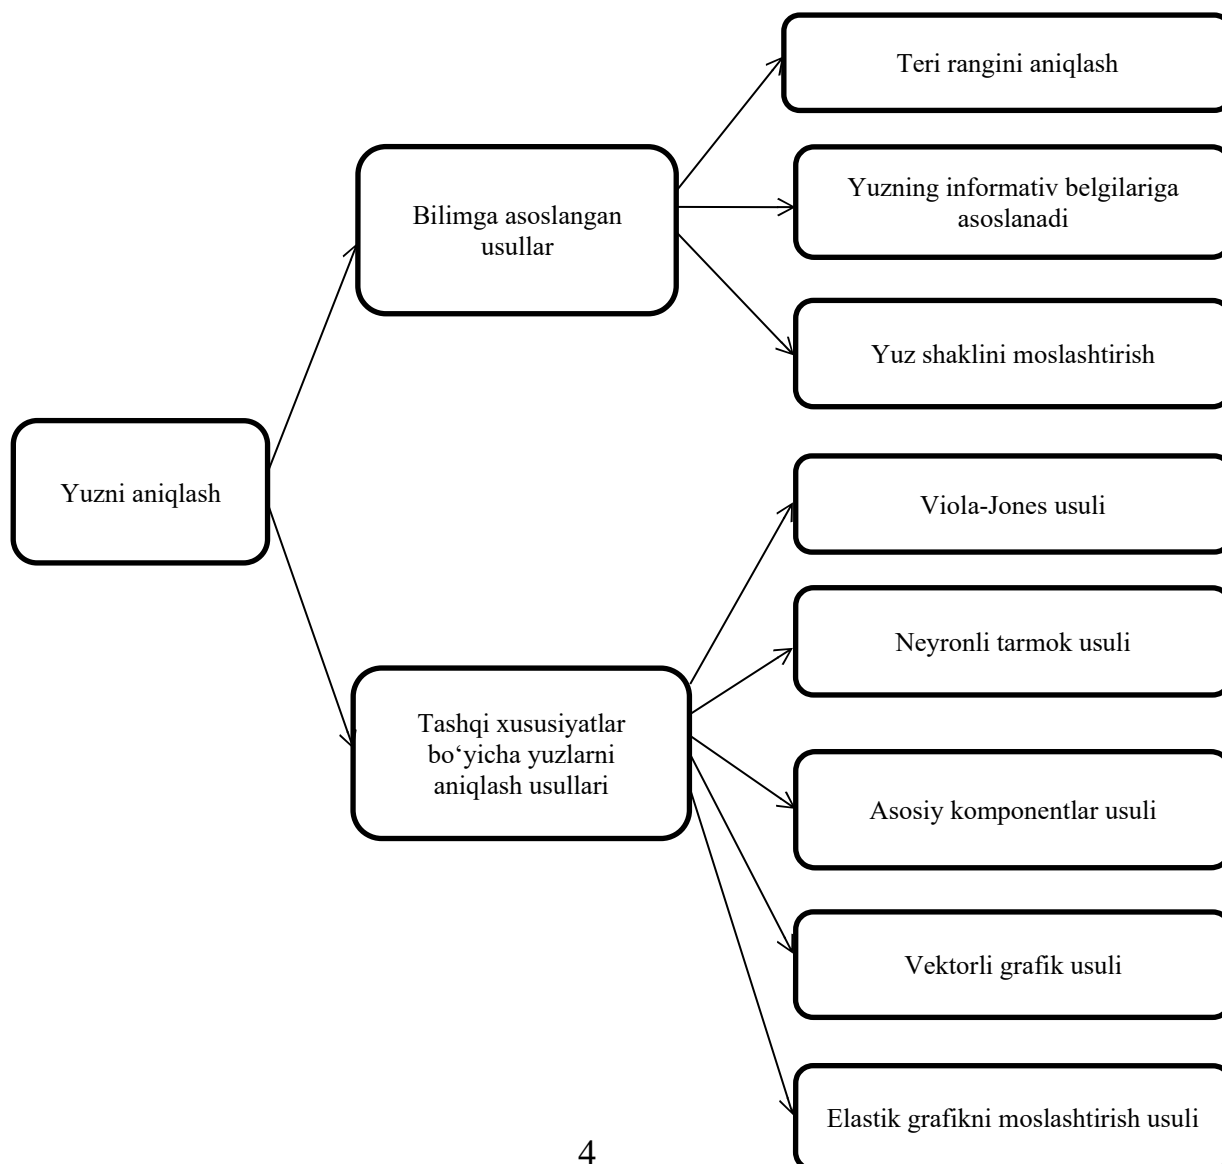 Yuzni aniqlash
Bilimga asoslangan
usullar
Teri rangini aniqlash
Yuzning informativ belgilariga
asoslanadi
Yuz shaklini moslashtirish
Tashqi xususiyatlar
bo‘yicha yuzlarni
aniqlash usullari
Viola-Jones usuli
Neyronli tarmok usuli
Asosiy komponentlar usuli
Vektorli grafik usuli
Elastik grafikni moslashtirish usuli
4